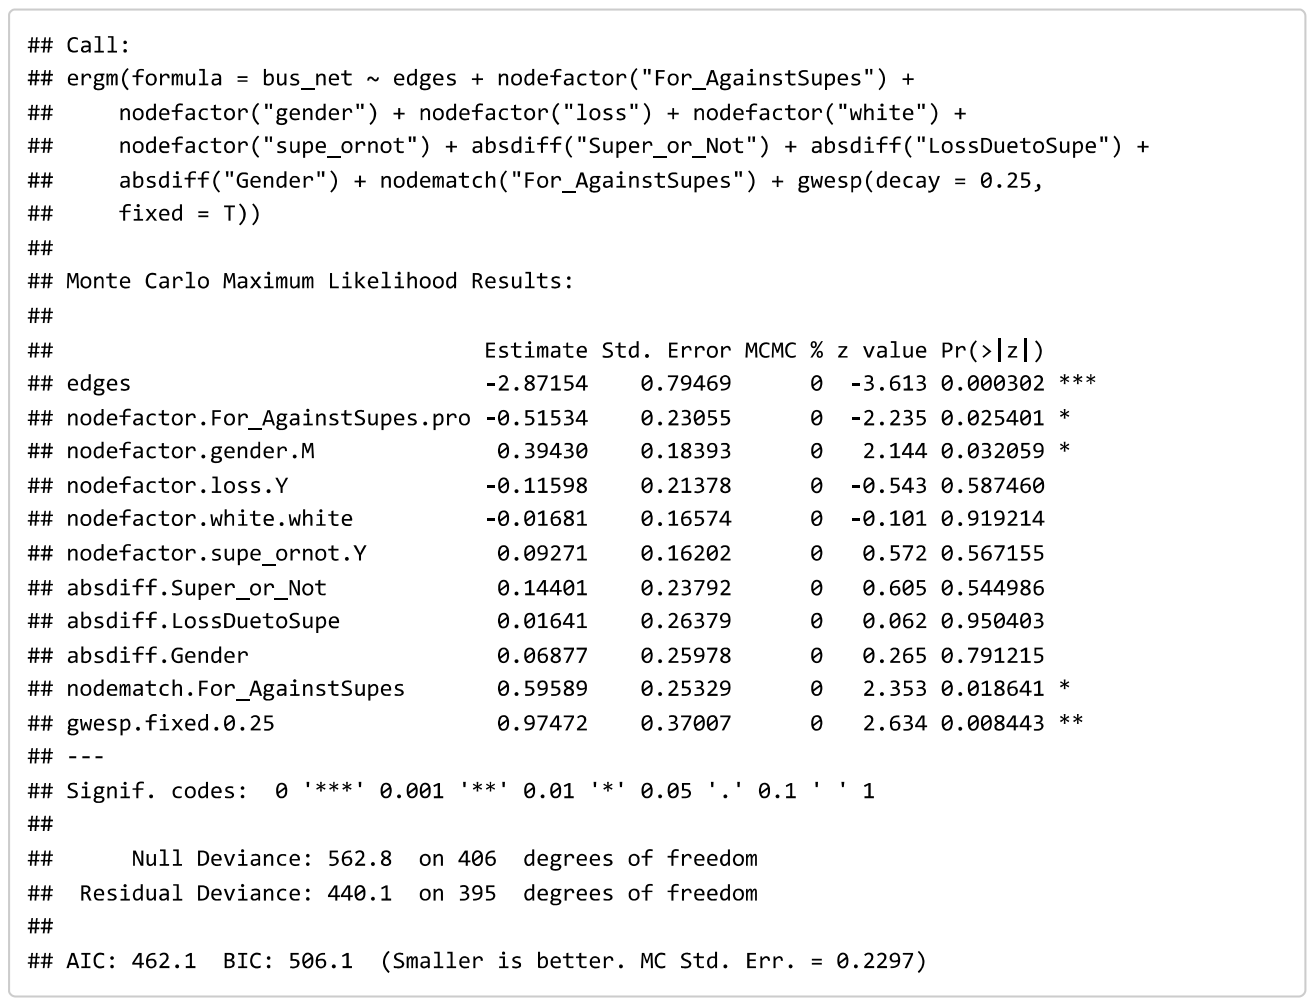 ## Call:
## ergm(formula = bus_net ~ edges + nodefactor("For_AgainstSupes") +
##     nodefactor("gender") + nodefactor("loss") + nodefactor("white") +
##     nodefactor("supe_ornot") + absdiff("Super_or_Not") + absdiff("LossDuetoSupe") +
##     absdiff("Gender") + nodematch("For_AgainstSupes") + gwesp(decay = 0.25,
##     fixed = T))
##
## Monte Carlo Maximum Likelihood Results:
##
##                                 Estimate Std. Error MCMC % z value Pr(>|z|)
## edges                           -2.87154    0.79469      0  -3.613 0.000302 ***
## nodefactor.For_AgainstSupes.pro -0.51534    0.23055      0  -2.235 0.025401 *
## nodefactor.gender.M              0.39430    0.18393      0   2.144 0.032059 *
## nodefactor.loss.Y               -0.11598    0.21378      0  -0.543 0.587460
## nodefactor.white.white          -0.01681    0.16574      0  -0.101 0.919214
## nodefactor.supe_ornot.Y          0.09271    0.16202      0   0.572 0.567155
## absdiff.Super_or_Not             0.14401    0.23792      0   0.605 0.544986
## absdiff.LossDuetoSupe            0.01641    0.26379      0   0.062 0.950403
## absdiff.Gender                   0.06877    0.25978      0   0.265 0.791215
## nodematch.For_AgainstSupes       0.59589    0.25329      0   2.353 0.018641 *
## gwesp.fixed.0.25                 0.97472    0.37007      0   2.634 0.008443 **
## ---
## Signif. codes:  0 '***' 0.001 '**' 0.01 '*' 0.05 '.' 0.1 ' ' 1
##
##      Null Deviance: 562.8  on 406  degrees of freedom
##  Residual Deviance: 440.1  on 395  degrees of freedom
##
## AIC: 462.1  BIC: 506.1  (Smaller is better. MC Std. Err. = 0.2297)